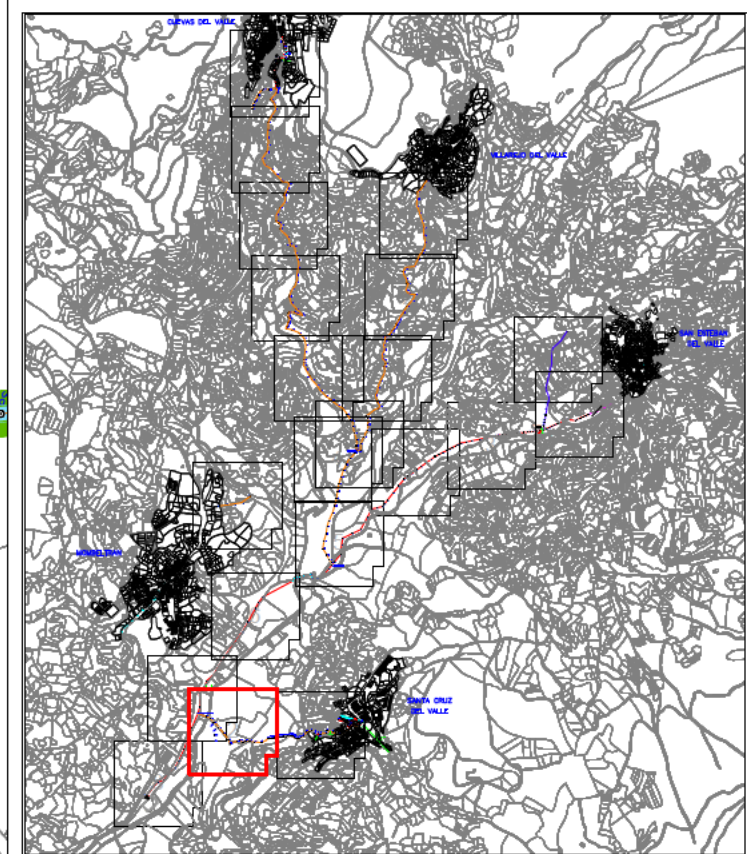 CUEVAS DEL VALLE
VILLAREJO DEL VALLE
SAN ESTEBAN
DEL VALLE
MOMBELTRAN
SANTA CRUZ
DEL VALLE